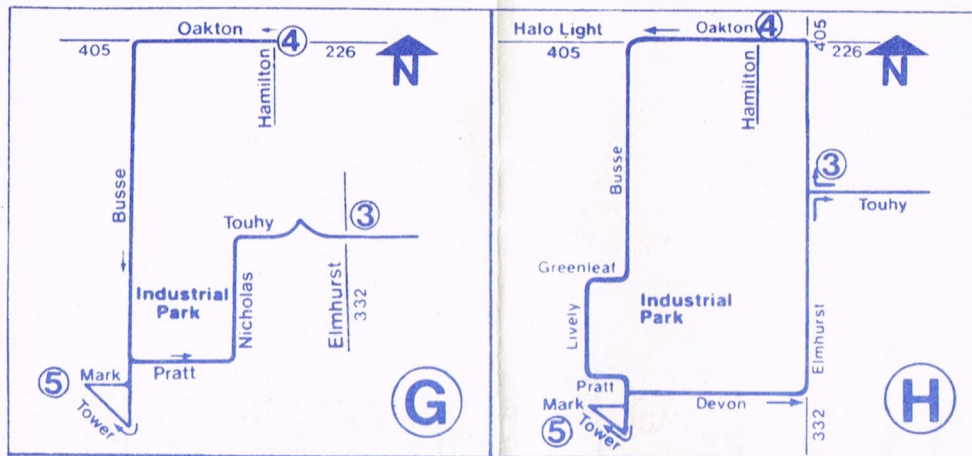 Oakton
④
405
226
N
Hamilton
Busse
Touhy
③
Industrial
Park
Nicholas
Elmhurst
332
Mark
Pratt
⑤
Tower
G
Halo Light
Oakton
④
405
405
226
N
Hamilton
Busse
③
Touhy
Greenleaf
Industrial
Park
Lively
Elmhurst
Pratt
Mark
Devon
⑤
Tower
332
H